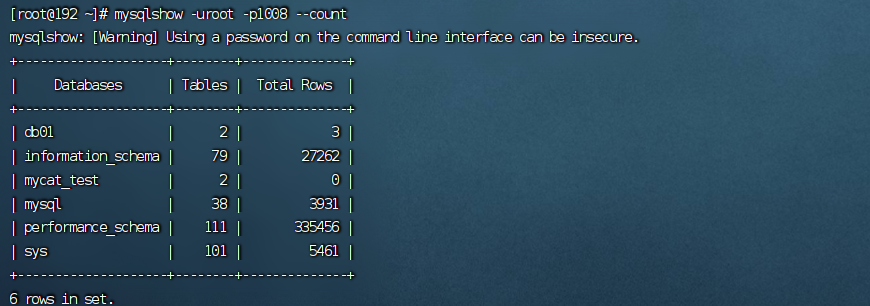 [root@192 ~]# mysqlshow -uroot -p1008 --count
mysqlshow: [Warning] Using a password on the command line interface can be insecure.
+--------------------+--------+--------------+
|     Databases      | Tables |  Total Rows  |
+--------------------+--------+--------------+
| db01               |      2 |            3 |
| information_schema |     79 |        27262 |
| mycat_test         |      2 |            0 |
| mysql              |     38 |         3931 |
| performance_schema |    111 |       335456 |
| sys                |    101 |         5461 |
+--------------------+--------+--------------+
6 rows in set.